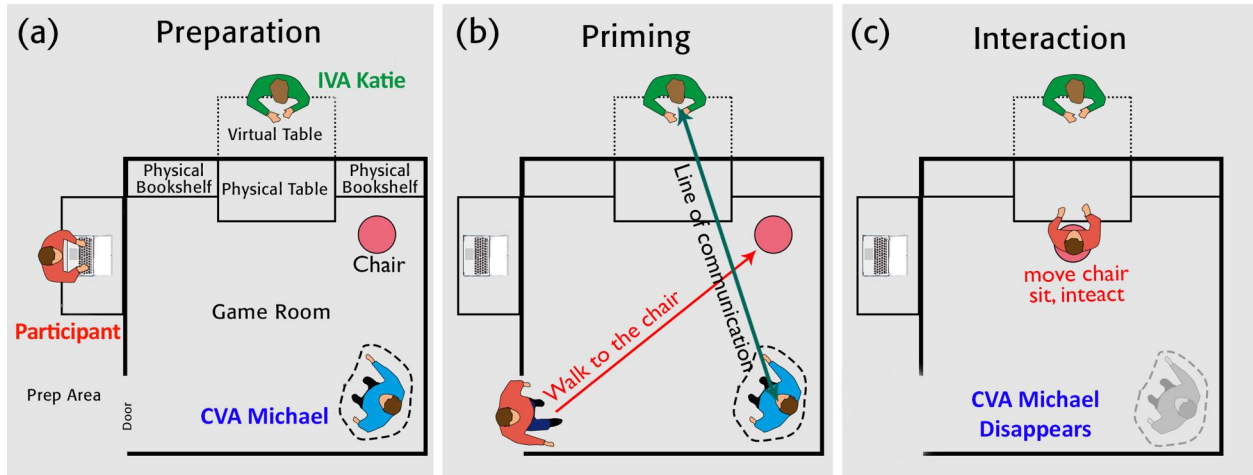 (a) Preparation
IVA Katie
Virtual Table
Physical
Bookshelf
Physical Table
Physical
Bookshelf
Chair
Game Room
Participant
Prep Area
Door
CVA Michael
(b) Priming
Line of communication
Walk to the chair
(c) Interaction
move chair
sit, inteact
CVA Michael
Disappears